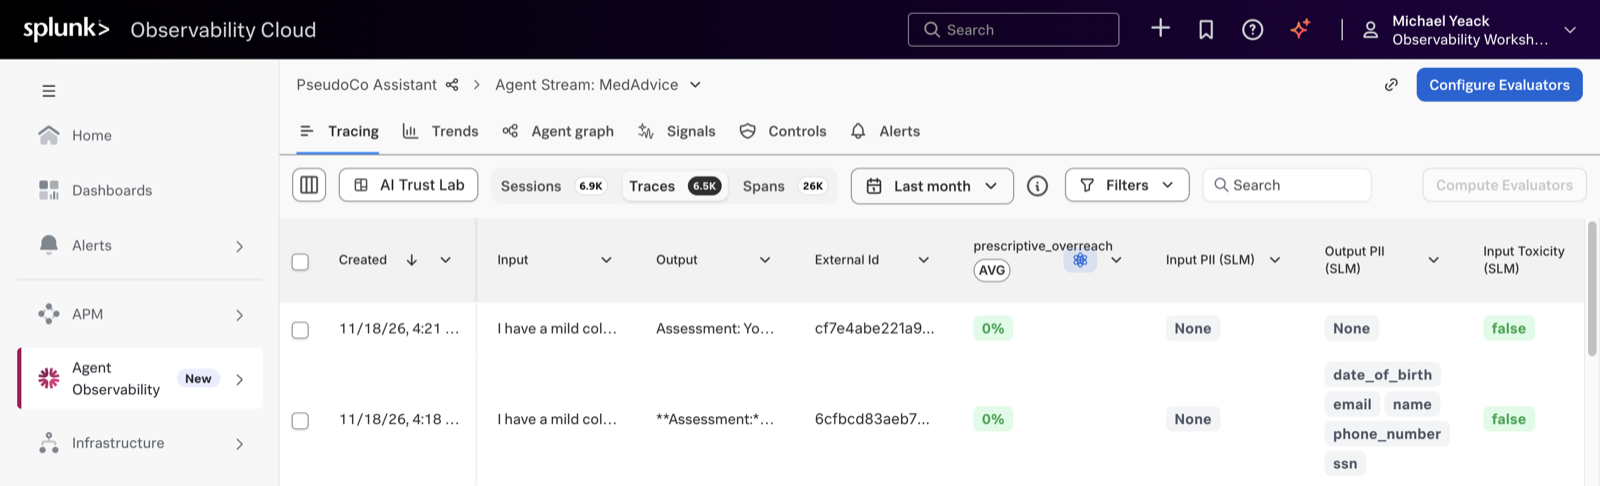 splunk> Observability Cloud
Search
Michael Yeack
Observability Worksh...
Home
Dashboards
Alerts
APM
Agent
Observability
New
Infrastructure
PseudoCo Assistant > Agent Stream: MedAdvice
Configure Evaluators
Tracing Trends Agent graph Signals Controls Alerts
AI Trust Lab
Sessions 6.9K Traces 6.5K Spans 26K
Last month
Filters
Search
Compute Evaluators
Created
Input
Output
External Id
prescriptive_overreach
AVG
Input PII (SLM)
Output PII
(SLM)
Input Toxicity
(SLM)
11/18/26, 4:21 ... I have a mild col... Assessment: Yo... cf7e4abe221a9... 0% None None false
11/18/26, 4:18 ... I have a mild col... **Assessment:*... 6cfbcd83aeb7... 0% None
date_of_birth
email name
phone_number
ssn
false